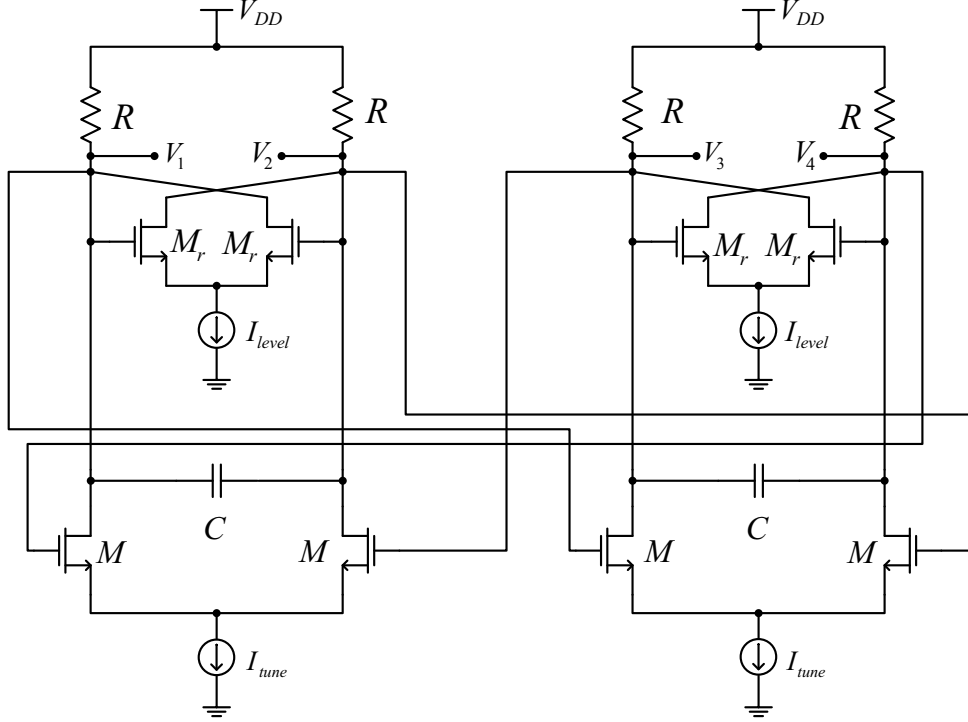 V_DD V_DD
R R R R
V_1 V_2 V_3 V_4
M_r M_r M_r M_r
I_level I_level
C C
M M M M
I_tune I_tune